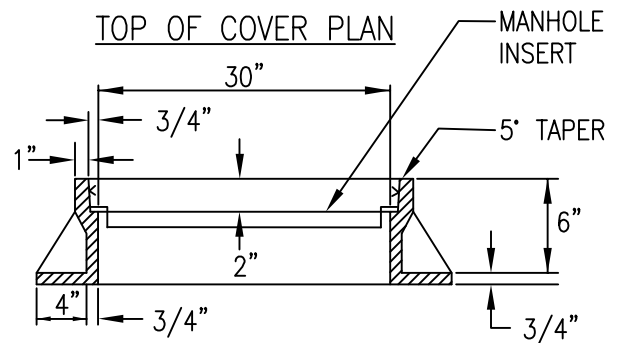 TOP OF COVER PLAN
MANHOLE
INSERT
30"
3/4"
1"
5° TAPER
6"
2"
4"
3/4"
3/4"